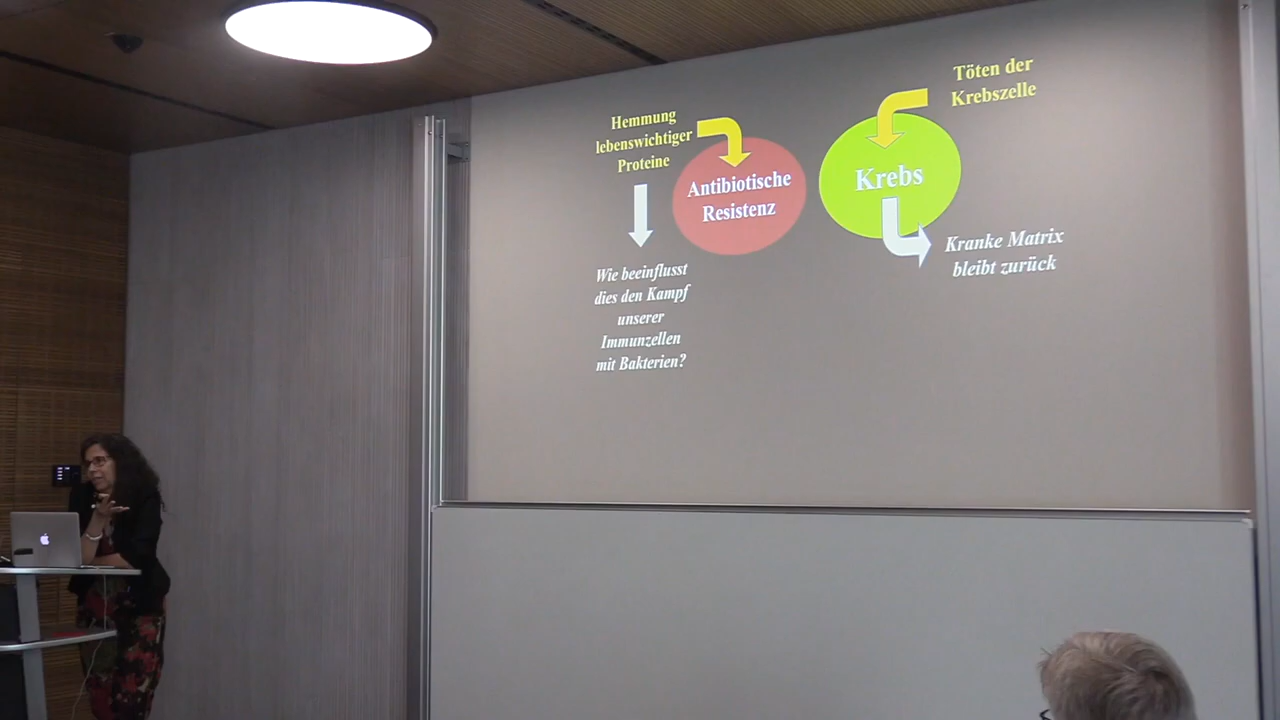 Hemmung
lebenswichtiger
Proteine
Antibiotische
Resistenz
Wie beeinflusst
dies den Kampf
unserer
Immunzellen
mit Bakterien?
Töten der
Krebszelle
Krebs
Kranke Matrix
bleibt zurück